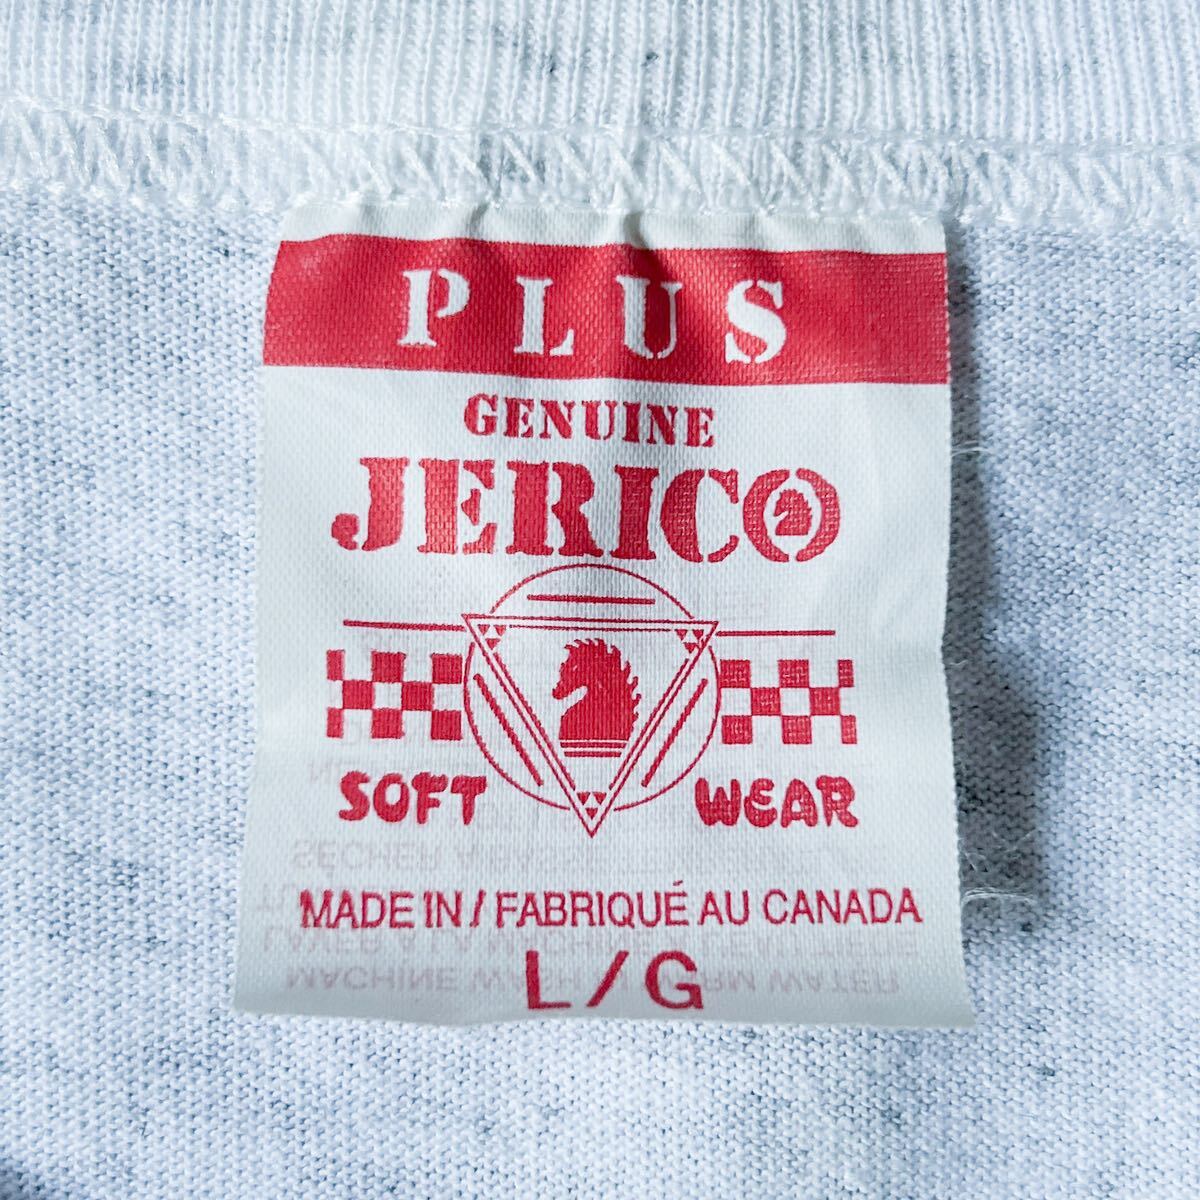 PLUS
GENUINE
JERICO
SOFT WEAR
MADE IN / FABRIQUÉ AU CANADA
L/G